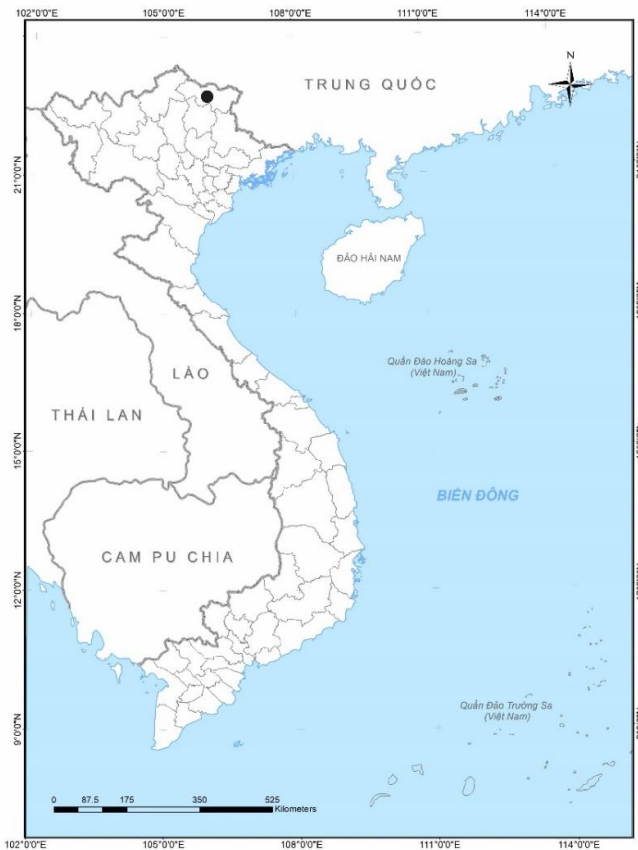 102°0'0"E
105°0'0"E
108°0'0"E
111°0'0"E
114°0'0"E
N
TRUNG QUỐC
21°0'0"N
ĐẢO HẢI NAM
18°0'0"N
Quần Đảo Hoàng Sa
(Việt Nam)
LÀO
THÁI LAN
15°0'0"N
BIỂN ĐÔNG
CAM PU CHIA
12°0'0"N
Quần Đảo Trường Sa
(Việt Nam)
9°0'0"N
0 87.5 175 350 525
Kilometers
102°0'0"E
105°0'0"E
108°0'0"E
111°0'0"E
114°0'0"E